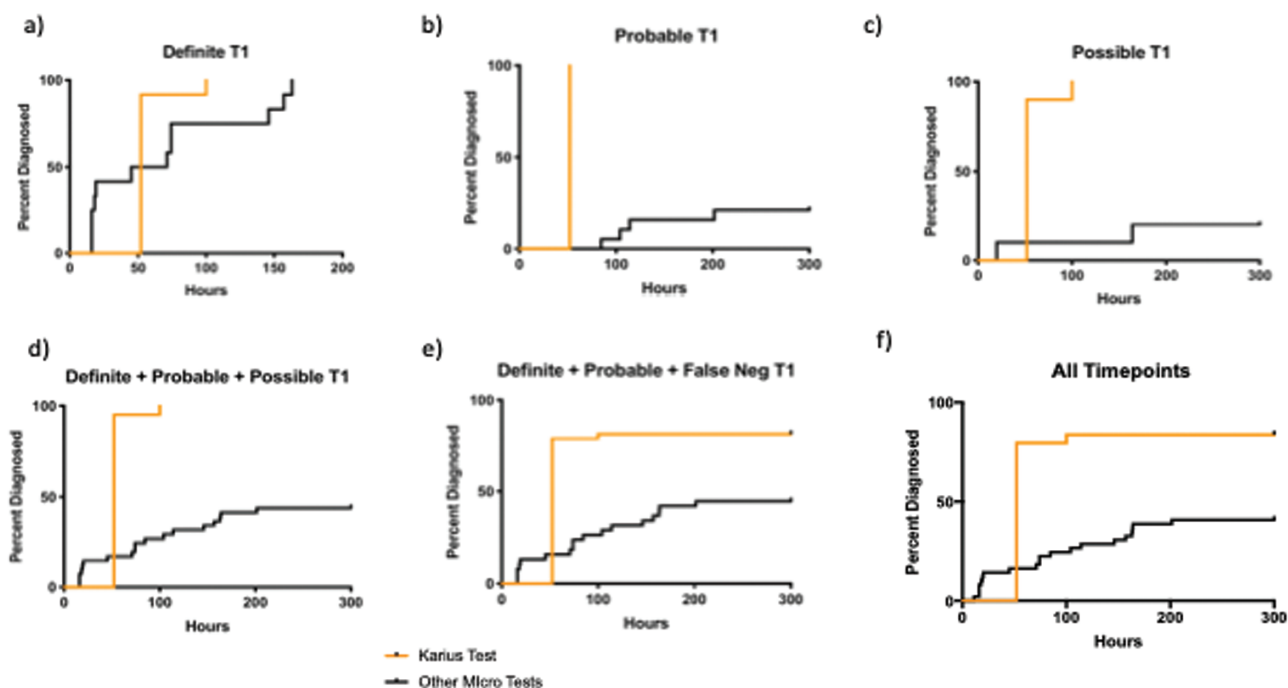 a)
Definite T1
Percent Diagnosed
100
50
0
0 50 100 150 200
Hours
b)
Probable T1
Percent Diagnosed
100
50
0
0 100 200 300
Hours
c)
Possible T1
Percent Diagnosed
100
50
0
0 100 200 300
Hours
d)
Definite + Probable + Possible T1
Percent Diagnosed
100
50
0
0 100 200 300
Hours
e)
Definite + Probable + False Neg T1
Percent Diagnosed
100
50
0
0 100 200 300
Hours
f)
All Timepoints
Percent Diagnosed
100
50
0
0 100 200 300
Hours
Karius Test
Other MIcro Tests